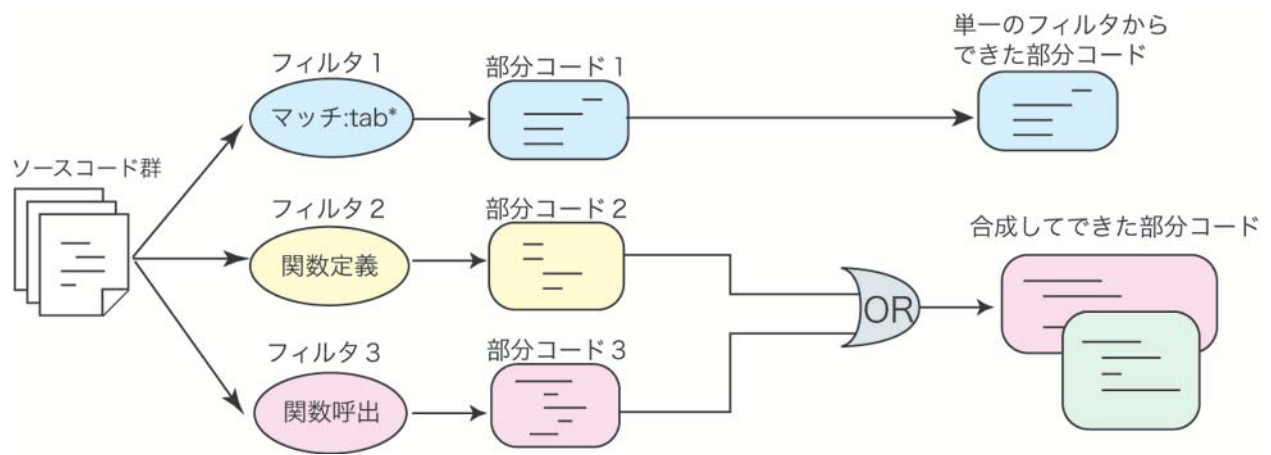 単一のフィルタから
できた部分コード
フィルタ1
部分コード1
マッチ:tab*
ソースコード群
フィルタ2
部分コード2
合成してできた部分コード
関数定義
OR
フィルタ3
部分コード3
関数呼出